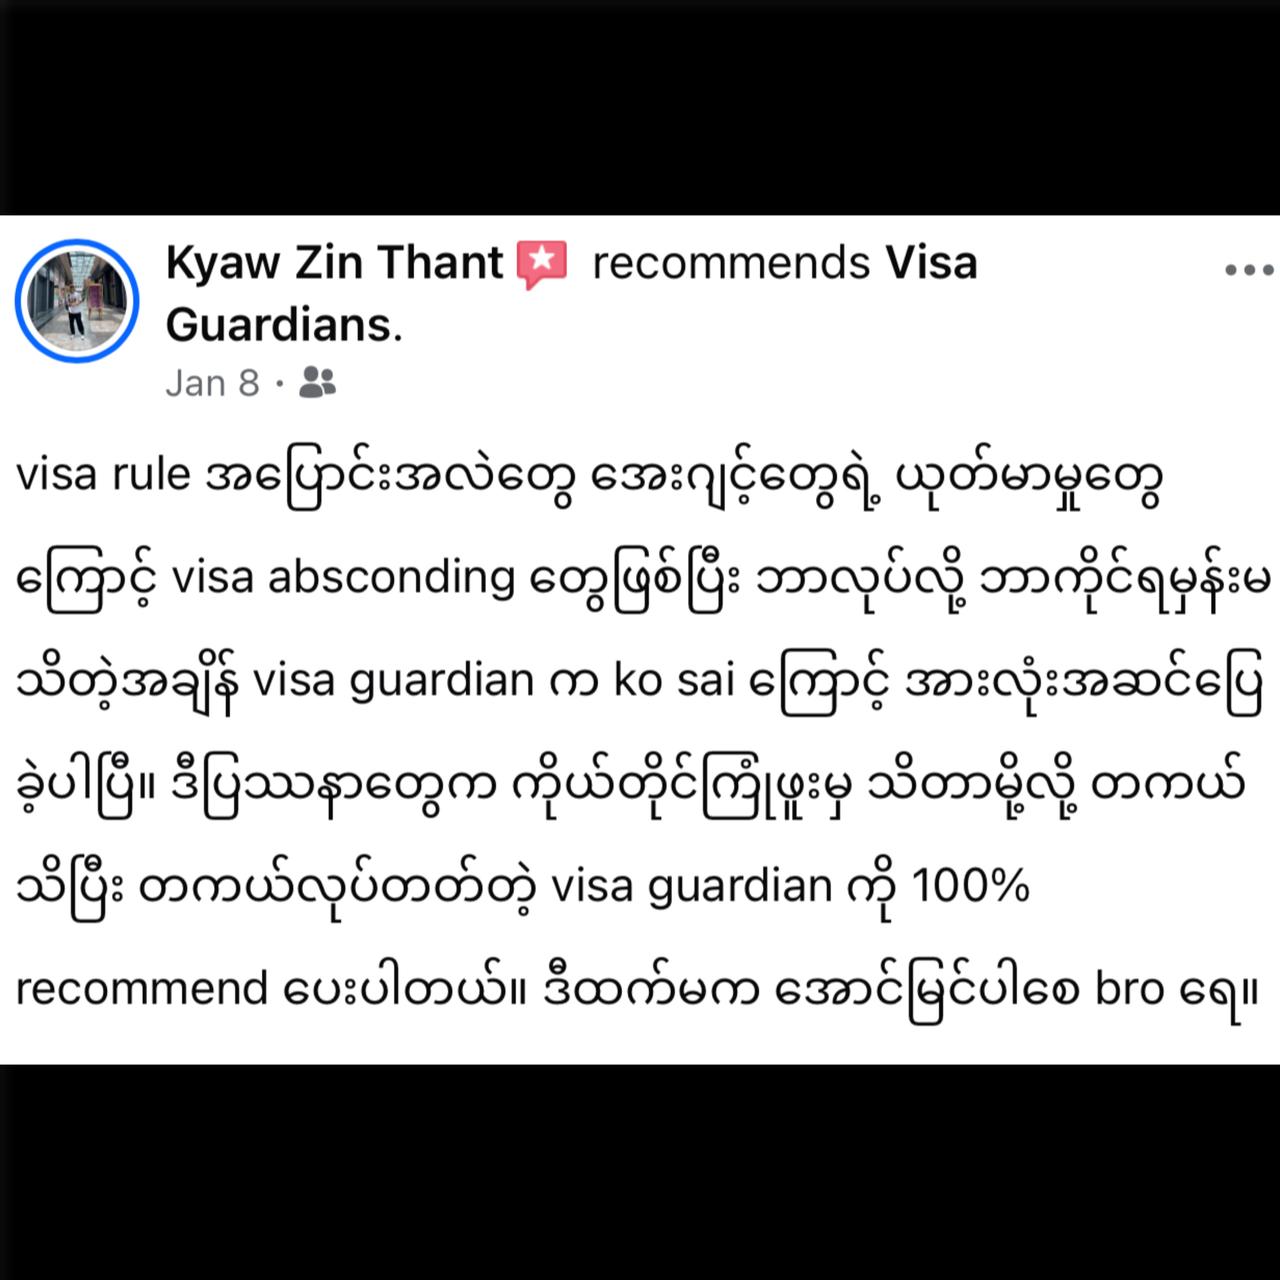 Kyaw Zin Thant recommends Visa
Guardians.
Jan 8 ·
visa rule အပြောင်းအလဲတွေ အေးဂျင့်တွေရဲ့ ယုတ်မာမှုတွေ
ကြောင့် visa absconding တွေဖြစ်ပြီး ဘာလုပ်လို့ ဘာကိုင်ရမှန်းမ
သိတဲ့အချိန် visa guardian က ko sai ကြောင့် အားလုံးအဆင်ပြေ
ခဲ့ပါပြီ။ ဒီပြဿနာတွေက ကိုယ်တိုင်ကြုံဖူးမှ သိတာမို့လို့ တကယ်
သိပြီး တကယ်လုပ်တတ်တဲ့ visa guardian ကို 100%
recommend ပေးပါတယ်။ ဒီထက်မက အောင်မြင်ပါစေ bro ရေ။